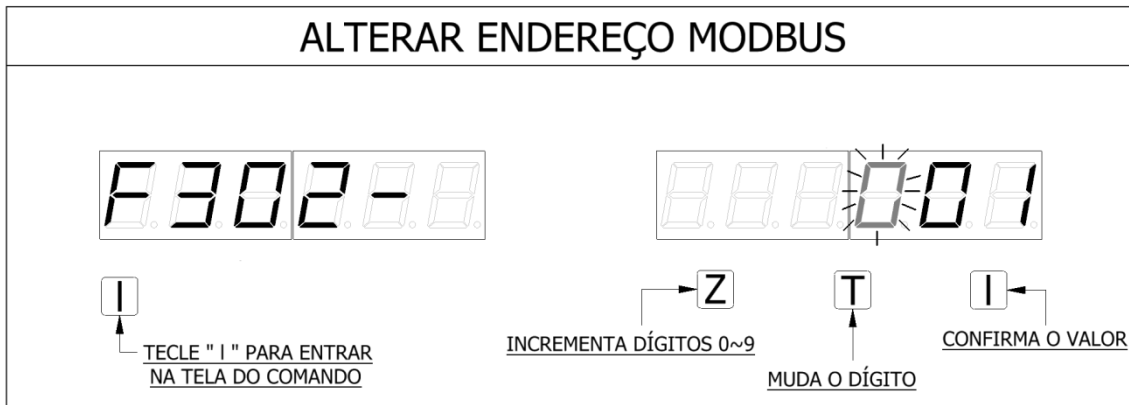 ALTERAR ENDEREÇO MODBUS
F302-
001
I
Z
T
I
TECLE " I " PARA ENTRAR
NA TELA DO COMANDO
INCREMENTA DÍGITOS 0~9
MUDA O DÍGITO
CONFIRMA O VALOR